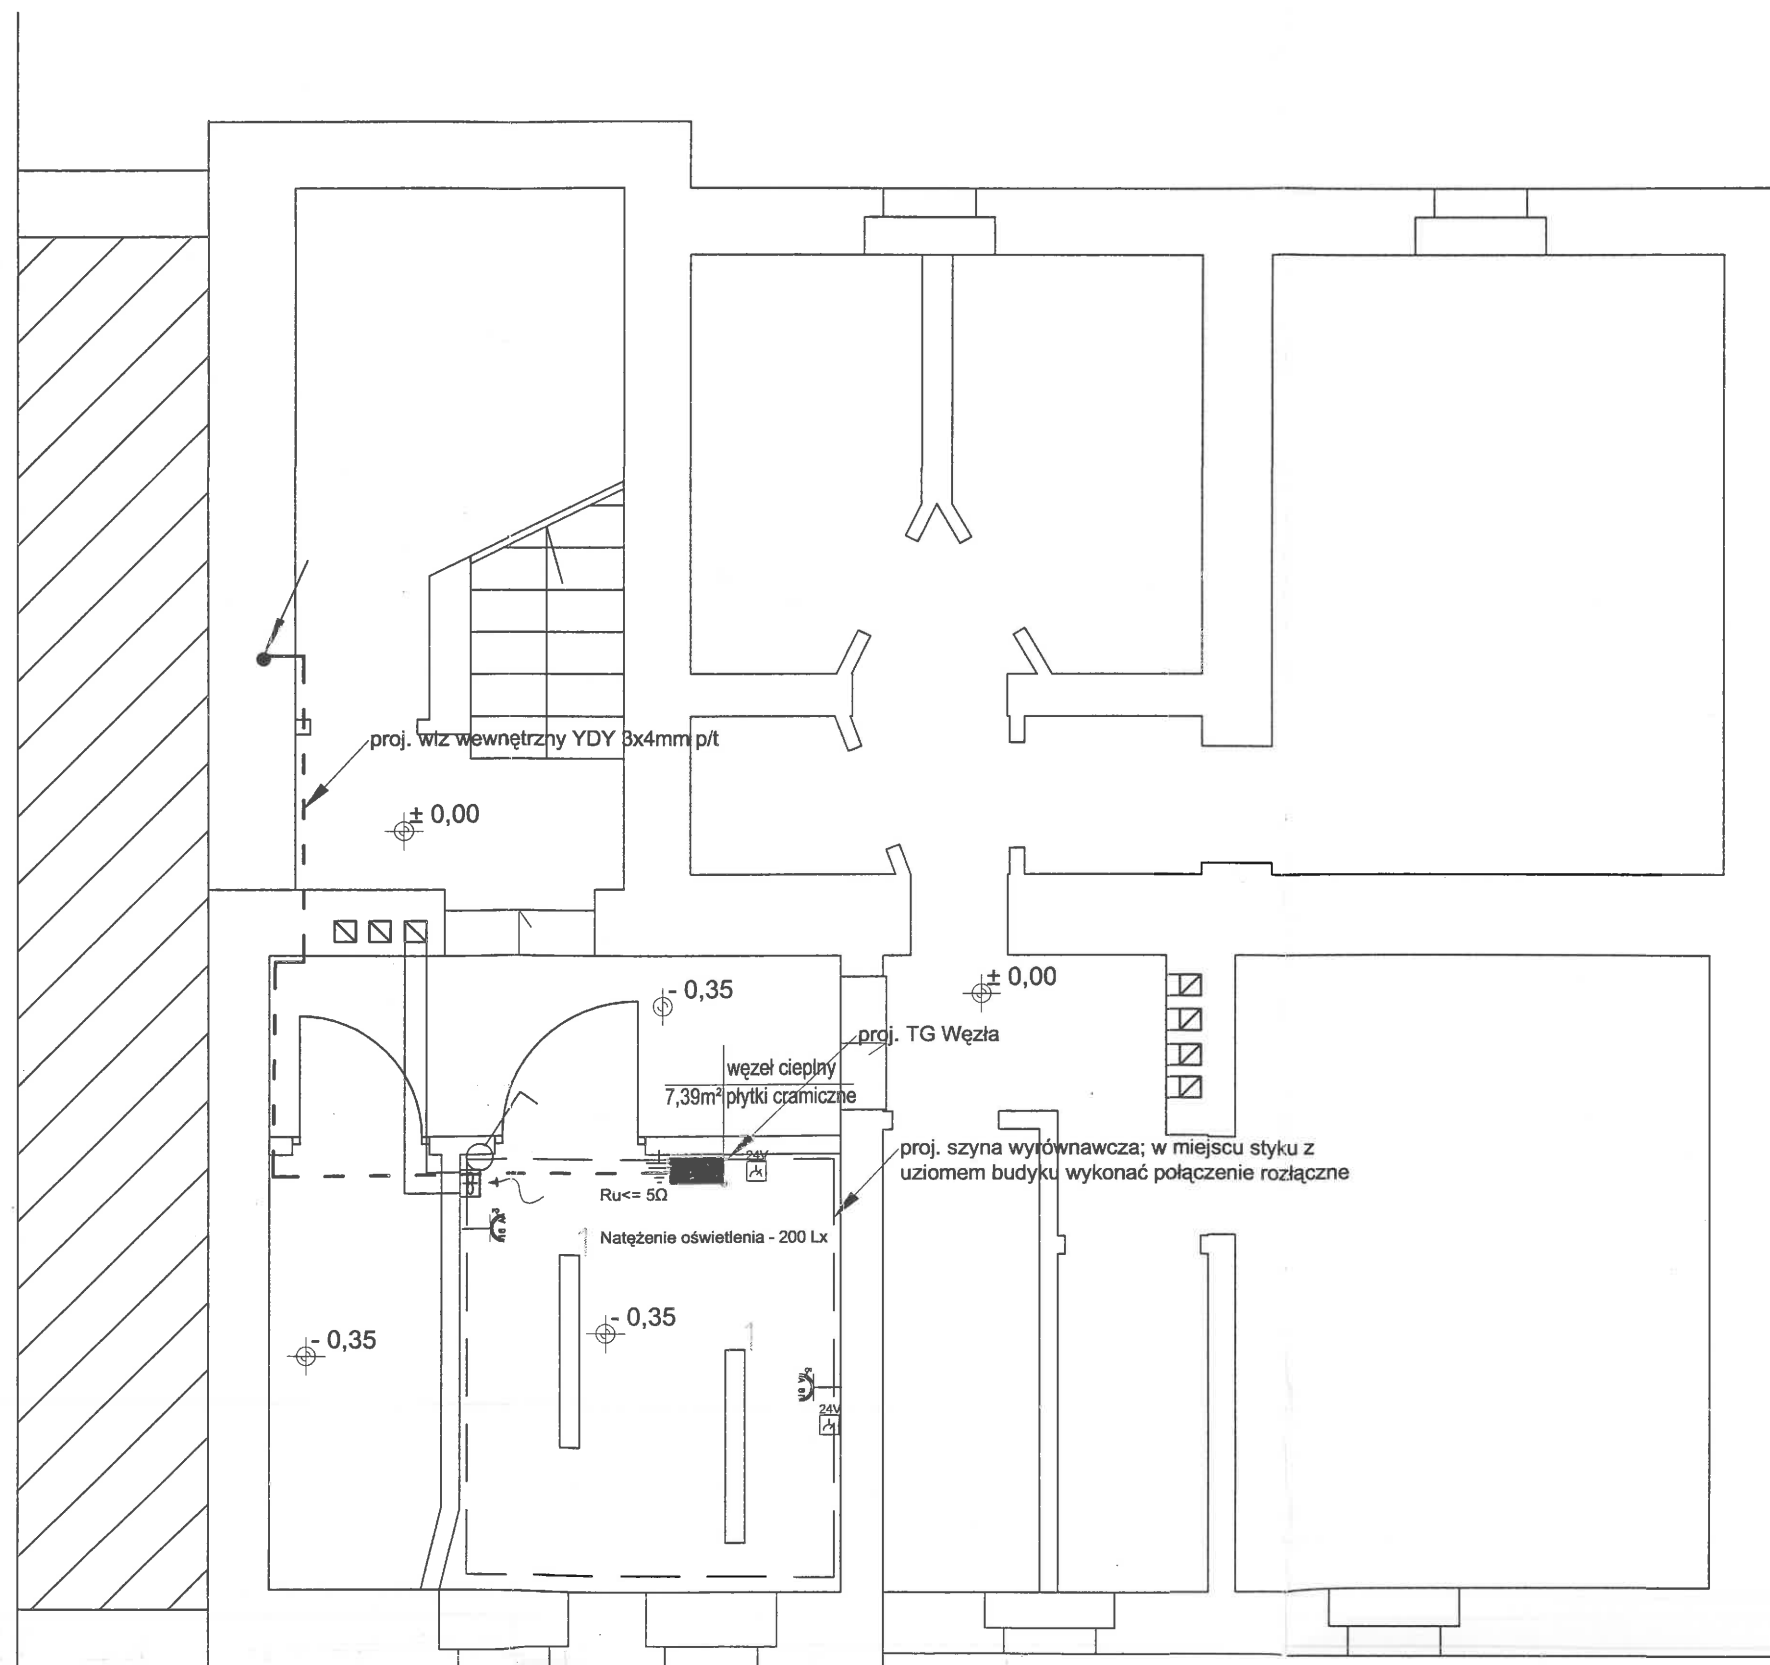 proj. wlz wewnętrzny YDY 3x4mm p/t
± 0,00
- 0,35
± 0,00
proj. TG Węzła
węzeł cieplny
7,39m² płytki cramiczne
proj. szyna wyrównawcza; w miejscu styku z
uziomem budyku wykonać połączenie rozłączne
24V
Ru<= 5Ω
Natężenie oświetlenia - 200 Lx
1
- 0,35
- 0,35
1
24V